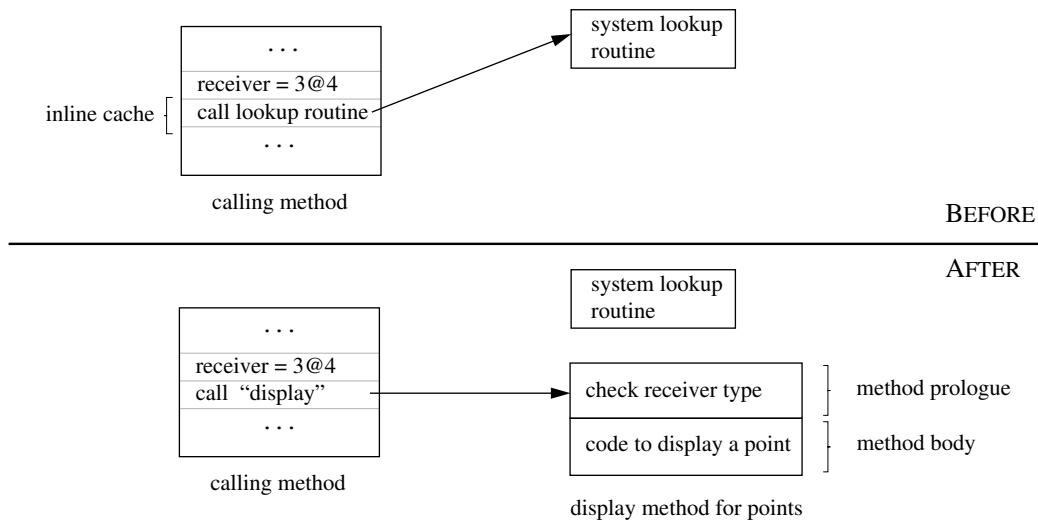 . . .
receiver = 3@4
call lookup routine
. . .
inline cache
calling method
system lookup
routine
BEFORE
AFTER
system lookup
routine
. . .
receiver = 3@4
call “display”
. . .
calling method
check receiver type
code to display a point
method prologue
method body
display method for points